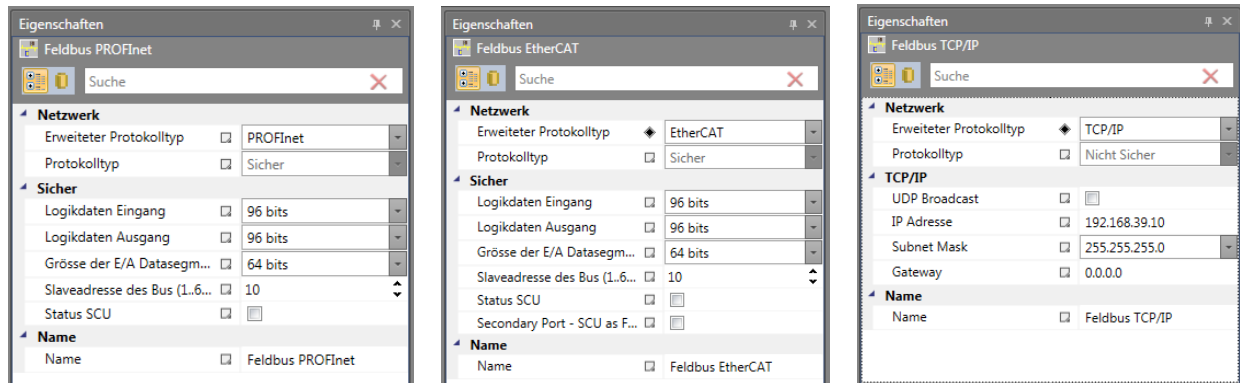 Eigenschaften
Feldbus PROFInet
Suche
Netzwerk
Erweiteter Protokolltyp PROFInet
Protokolltyp Sicher
Sicher
Logikdaten Eingang 96 bits
Logikdaten Ausgang 96 bits
Grösse der E/A Datasegm... 64 bits
Slaveadresse des Bus (1..6... 10
Status SCU
Name
Name Feldbus PROFInet
Eigenschaften
Feldbus EtherCAT
Suche
Netzwerk
Erweiteter Protokolltyp EtherCAT
Protokolltyp Sicher
Sicher
Logikdaten Eingang 96 bits
Logikdaten Ausgang 96 bits
Grösse der E/A Datasegm... 64 bits
Slaveadresse des Bus (1..6... 10
Status SCU
Secondary Port - SCU as F...
Name
Name Feldbus EtherCAT
Eigenschaften
Feldbus TCP/IP
Suche
Netzwerk
Erweiteter Protokolltyp TCP/IP
Protokolltyp Nicht Sicher
TCP/IP
UDP Broadcast
IP Adresse 192.168.39.10
Subnet Mask 255.255.255.0
Gateway 0.0.0.0
Name
Name Feldbus TCP/IP